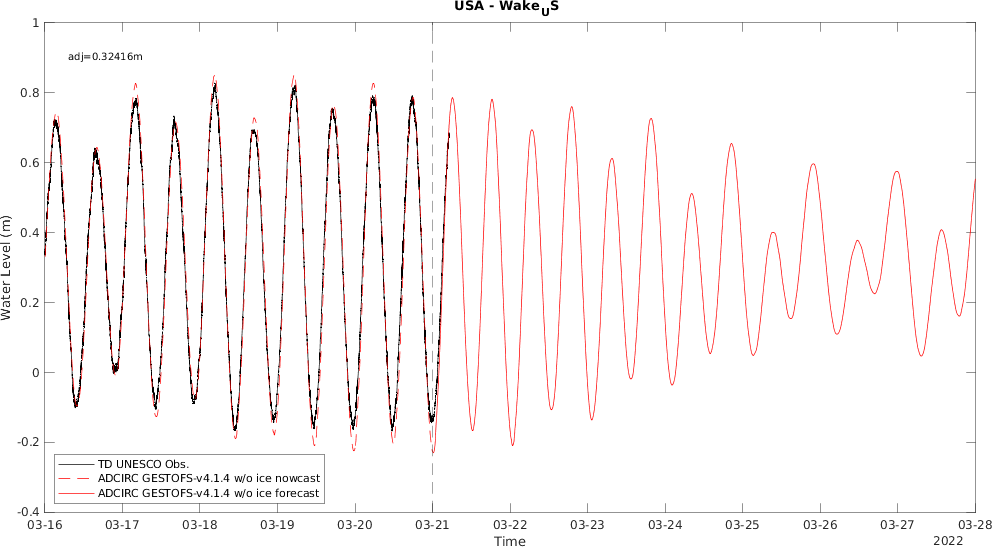 USA - Wake_US
adj=0.32416m
Water Level (m)
1
0.8
0.6
0.4
0.2
0
-0.2
-0.4
TD UNESCO Obs.
ADCIRC GESTOFS-v4.1.4 w/o ice nowcast
ADCIRC GESTOFS-v4.1.4 w/o ice forecast
03-16 03-17 03-18 03-19 03-20 03-21 03-22 03-23 03-24 03-25 03-26 03-27 03-28
Time
2022